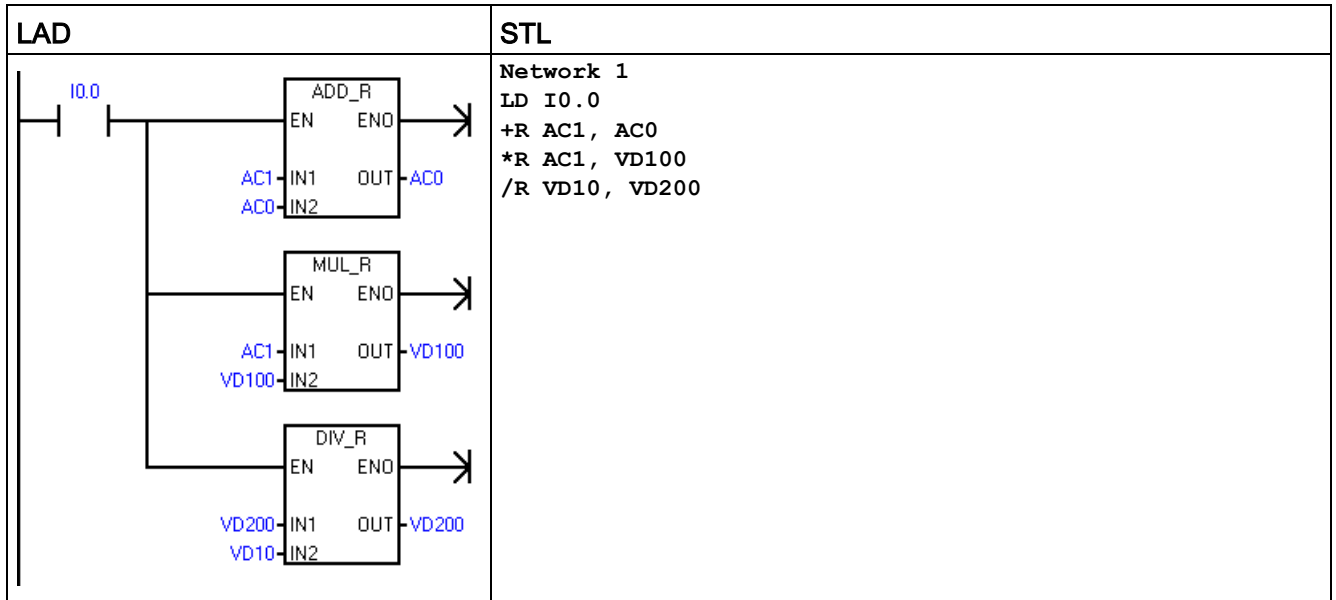 LAD
STL
I0.0
ADD_R
EN ENO
AC1 IN1 OUT AC0
AC0 IN2
MUL_R
EN ENO
AC1 IN1 OUT VD100
VD100 IN2
DIV_R
EN ENO
VD200 IN1 OUT VD200
VD10 IN2
Network 1
LD I0.0
+R AC1, AC0
*R AC1, VD100
/R VD10, VD200